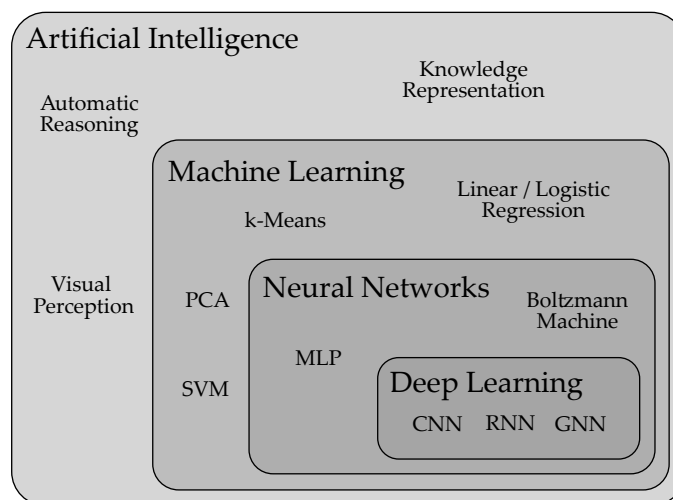 Artificial Intelligence
Knowledge
Representation
Automatic
Reasoning
Machine Learning
Linear / Logistic
Regression
k-Means
Visual
Perception
PCA
Neural Networks
Boltzmann
Machine
MLP
SVM
Deep Learning
CNN RNN GNN